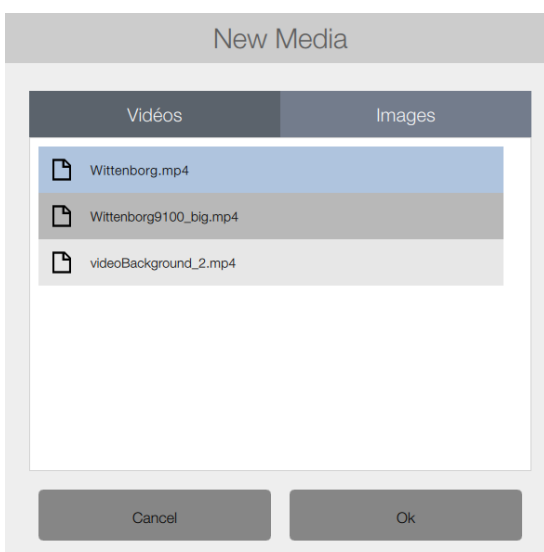 New Media
Vidéos Images
Wittenborg.mp4
Wittenborg9100_big.mp4
videoBackground_2.mp4
Cancel Ok